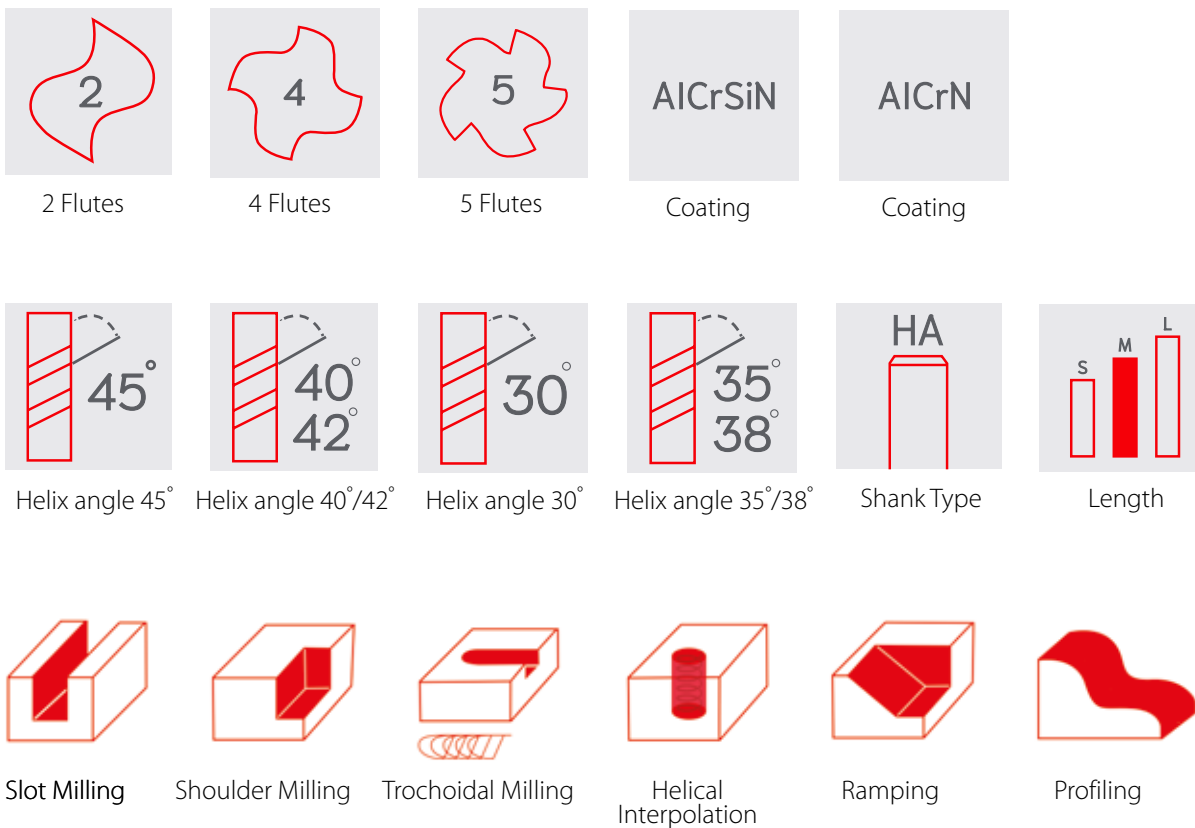 2
4
5
AlCrSiN
AlCrN
2 Flutes
4 Flutes
5 Flutes
Coating
Coating
45°
40°
42°
30°
35°
38°
HA
S
M
L
Helix angle 45°
Helix angle 40°/42°
Helix angle 30°
Helix angle 35°/38°
Shank Type
Length
Slot Milling
Shoulder Milling
Trochoidal Milling
Helical
Interpolation
Ramping
Profiling